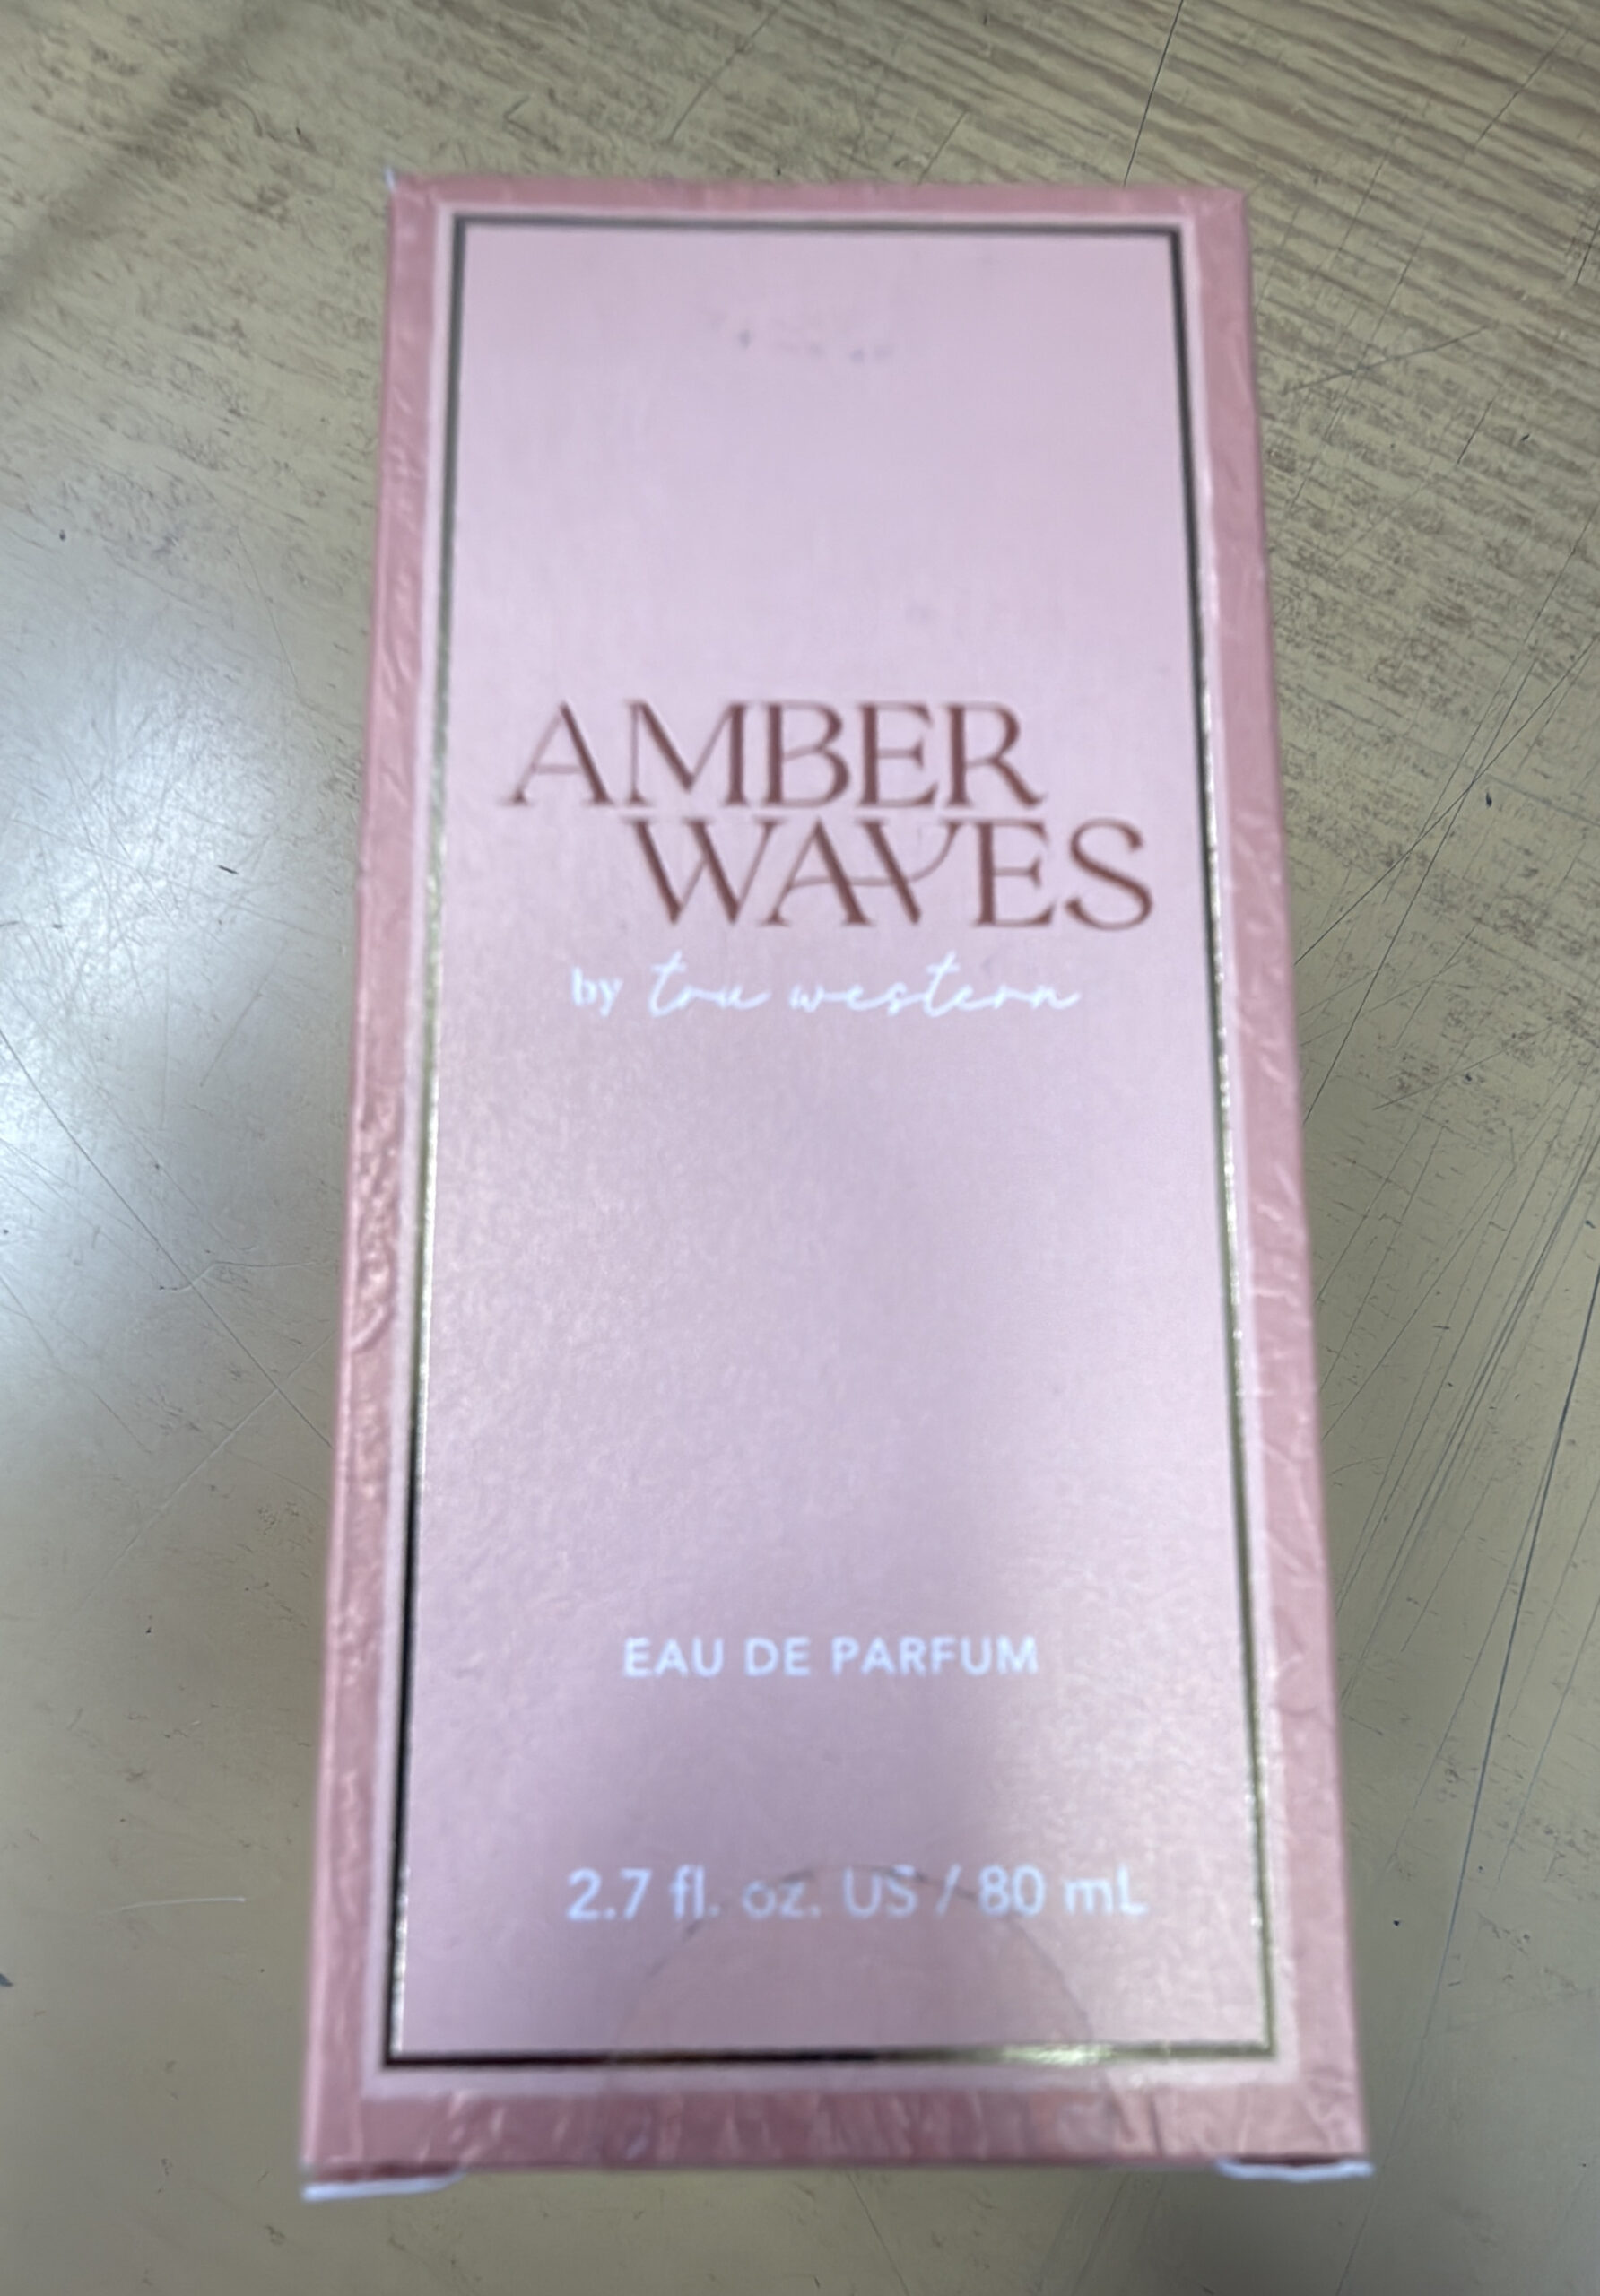 AMBER
WAVES
by tru western
EAU DE PARFUM
2.7 fl. oz. US / 80 mL